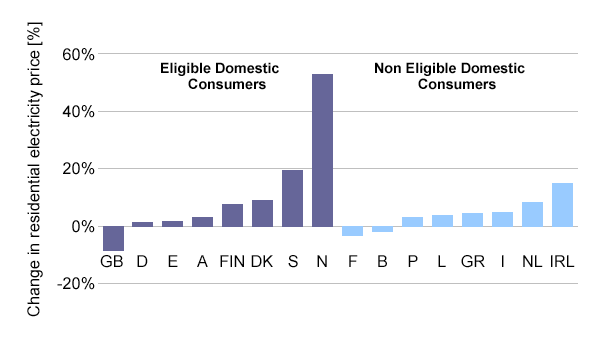 Change in residential electricity price [%]
60%
40%
20%
0%
-20%
Eligible Domestic
Consumers
Non Eligible Domestic
Consumers
GB D E A FIN DK S N F B P L GR I NL IRL